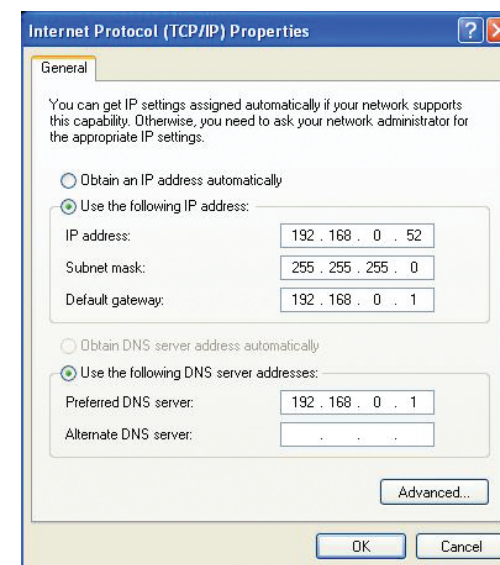 Internet Protocol (TCP/IP) Properties
General
You can get IP settings assigned automatically if your network supports
this capability. Otherwise, you need to ask your network administrator for
the appropriate IP settings.
Obtain an IP address automatically
Use the following IP address:
IP address: 192 . 168 . 0 . 52
Subnet mask: 255 . 255 . 255 . 0
Default gateway: 192 . 168 . 0 . 1
Obtain DNS server address automatically
Use the following DNS server addresses:
Preferred DNS server: 192 . 168 . 0 . 1
Alternate DNS server: . . .
Advanced...
OK Cancel